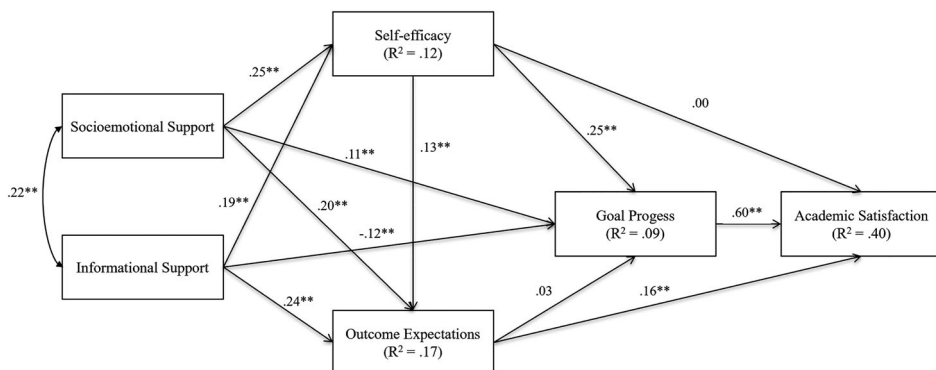 Self-efficacy
(R² = .12)
.25**
.00
Socioemotional Support
.25**
.13**
.11**
.22**
.19**
.20**
Goal Progess
(R² = .09)
.60**
Academic Satisfaction
(R² = .40)
-.12**
Informational Support
.03
.16**
.24**
Outcome Expectations
(R² = .17)